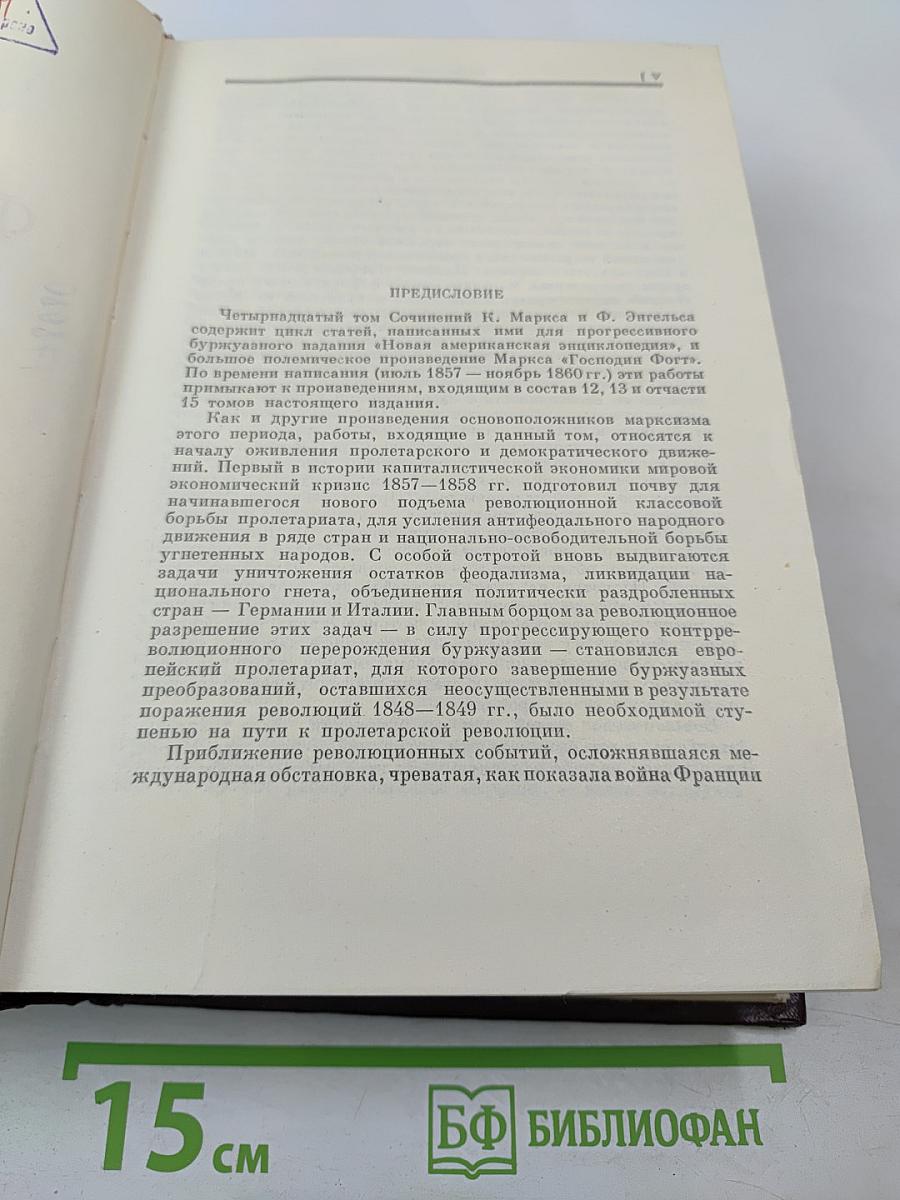 ПРЕДИСЛОВИЕ
Четырнадцатый том Сочинений К. Маркса и Ф. Энгельса
содержит цикл статей, написанных ими для прогрессивного
буржуазного издания «Новая американская энциклопедия», и
большое полемическое произведение Маркса «Господин Фогт».
По времени написания (июль 1857 — ноябрь 1860 гг.) эти работы
примыкают к произведениям, входящим в состав 12, 13 и отчасти
15 томов настоящего издания.
Как и другие произведения основоположников марксизма
этого периода, работы, входящие в данный том, относятся к
началу оживления пролетарского и демократического движе-
ний. Первый в истории капиталистической экономики мировой
экономический кризис 1857—1858 гг. подготовил почву для
начинавшегося нового подъема революционной классовой
борьбы пролетариата, для усиления антифеодального народного
движения в ряде стран и национально-освободительной борьбы
угнетенных народов. С особой остротой вновь выдвигаются
задачи уничтожения остатков феодализма, ликвидации на-
ционального гнета, объединения политически раздробленных
стран — Германии и Италии. Главным борцом за революционное
разрешение этих задач — в силу прогрессирующего контрре-
волюционного перерождения буржуазии — становился евро-
пейский пролетариат, для которого завершение буржуазных
преобразований, оставшихся неосуществленными в результате
поражения революций 1848—1849 гг., было необходимой сту-
пенью на пути к пролетарской революции.
Приближение революционных событий, осложнявшаяся ме-
ждународная обстановка, чреватая, как показала война Франции
15 см
БФ БИБЛИОФАН